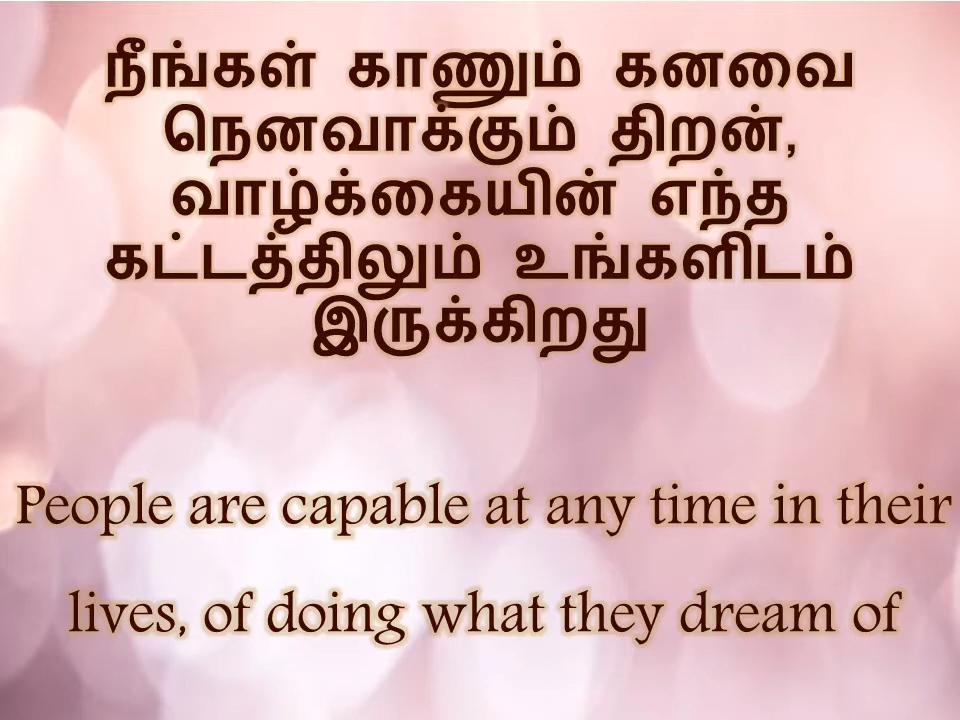 நீங்கள் காணும் கனவை
நெனவாக்கும் திறன்,
வாழ்க்கையின் எந்த
கட்டத்திலும் உங்களிடம்
இருக்கிறது
People are capable at any time in their
lives, of doing what they dream of